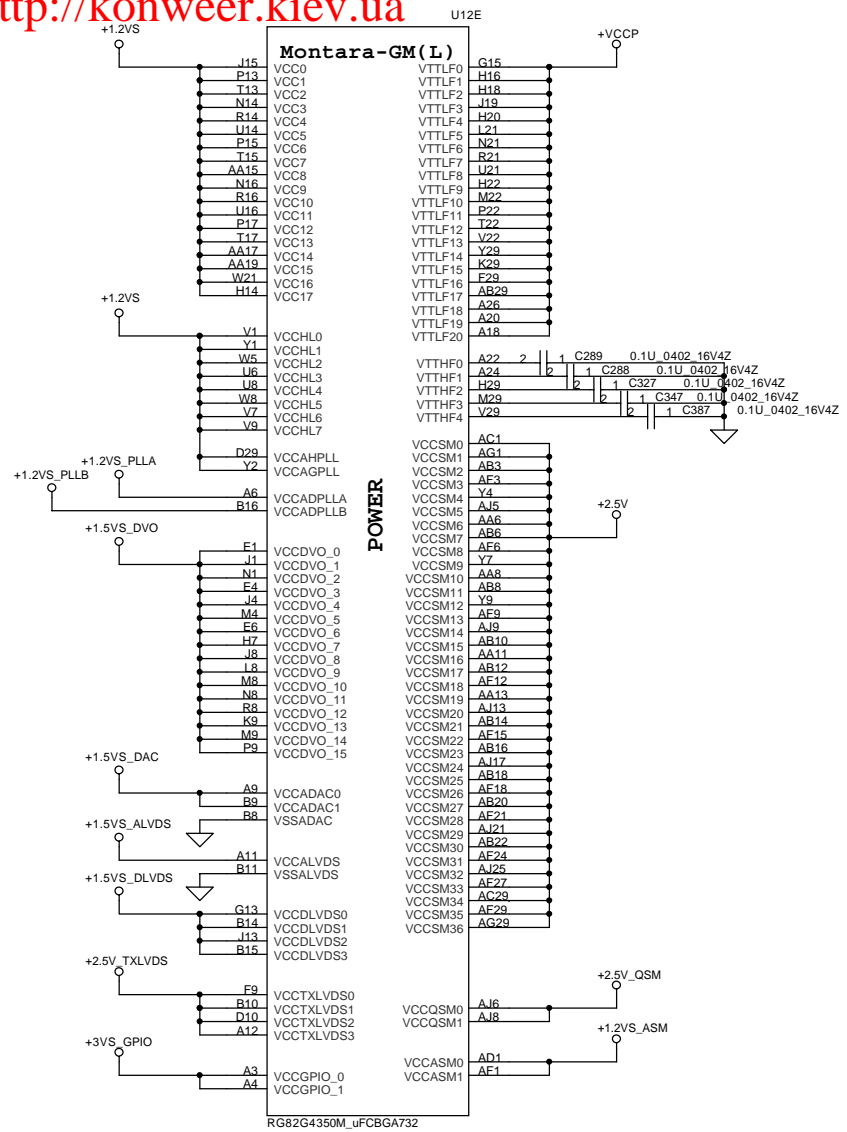 ttp://konweer.kiev.ua
U12E
+1.2VS
+VCCP
Montara-GM(L)
J15 VCC0 VTTLF0 G15
P13 VCC1 VTTLF1 H16
T13 VCC2 VTTLF2 H18
N14 VCC3 VTTLF3 J19
R14 VCC4 VTTLF4 H20
U14 VCC5 VTTLF5 L21
P15 VCC6 VTTLF6 N21
T15 VCC7 VTTLF7 R21
AA15 VCC8 VTTLF8 U21
N16 VCC9 VTTLF9 H22
R16 VCC10 VTTLF10 M22
U16 VCC11 VTTLF11 P22
P17 VCC12 VTTLF12 T22
T17 VCC13 VTTLF13 V22
AA17 VCC14 VTTLF14 Y29
AA19 VCC15 VTTLF15 K29
W21 VCC16 VTTLF16 F29
H14 VCC17 VTTLF17 AB29
VTTLF18 A26
VTTLF19 A20
VTTLF20 A18
+1.2VS
V1 VCCHL0
Y1 VCCHL1
W5 VCCHL2
U6 VCCHL3
U8 VCCHL4
W8 VCCHL5
V7 VCCHL6
V9 VCCHL7
VTTHF0 A22 2 1 C289 0.1U_0402_16V4Z
VTTHF1 A24 2 1 C288 0.1U_0402_16V4Z
VTTHF2 H29 2 1 C327 0.1U_0402_16V4Z
VTTHF3 M29 2 1 C347 0.1U_0402_16V4Z
VTTHF4 V29 2 1 C387 0.1U_0402_16V4Z
D29 VCCAHPLL
Y2 VCCAGPLL
+1.2VS_PLLA
+1.2VS_PLLB
A6 VCCADPLLA
B16 VCCADPLLB
POWER
+1.5VS_DVO
E1 VCCDVO_0
J1 VCCDVO_1
N1 VCCDVO_2
E4 VCCDVO_3
J4 VCCDVO_4
M4 VCCDVO_5
E6 VCCDVO_6
H7 VCCDVO_7
J8 VCCDVO_8
L8 VCCDVO_9
M8 VCCDVO_10
N8 VCCDVO_11
R8 VCCDVO_12
K9 VCCDVO_13
M9 VCCDVO_14
P9 VCCDVO_15
+2.5V
VCCSM0 AC1
VCCSM1 AG1
VCCSM2 AB3
VCCSM3 AF3
VCCSM4 Y4
VCCSM5 AJ5
VCCSM6 AA6
VCCSM7 AB6
VCCSM8 AF6
VCCSM9 Y7
VCCSM10 AA8
VCCSM11 AB8
VCCSM12 Y9
VCCSM13 AF9
VCCSM14 AJ9
VCCSM15 AB10
VCCSM16 AA11
VCCSM17 AB12
VCCSM18 AF12
VCCSM19 AA13
VCCSM20 AJ13
VCCSM21 AB14
VCCSM22 AF15
VCCSM23 AB16
VCCSM24 AJ17
VCCSM25 AB18
VCCSM26 AF18
VCCSM27 AB20
VCCSM28 AF21
VCCSM29 AJ21
VCCSM30 AB22
VCCSM31 AF24
VCCSM32 AJ25
VCCSM33 AF27
VCCSM34 AC29
VCCSM35 AF29
VCCSM36 AG29
+1.5VS_DAC
A9 VCCADAC0
B9 VCCADAC1
B8 VSSADAC
+1.5VS_ALVDS
A11 VCCALVDS
B11 VSSALVDS
+1.5VS_DLVDS
G13 VCCDLVDS0
B14 VCCDLVDS1
J13 VCCDLVDS2
B15 VCCDLVDS3
+2.5V_TXLVDS
F9 VCCTXLVDS0
B10 VCCTXLVDS1
D10 VCCTXLVDS2
A12 VCCTXLVDS3
+2.5V_QSM
VCCQSM0 AJ6
VCCQSM1 AJ8
+3VS_GPIO
A3 VCCGPIO_0
A4 VCCGPIO_1
+1.2VS_ASM
VCCASM0 AD1
VCCASM1 AF1
RG82G4350M_uFCBGA732